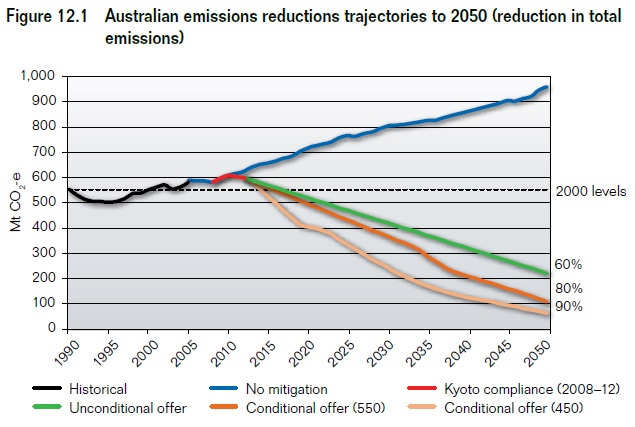 Figure 12.1 Australian emissions reductions trajectories to 2050 (reduction in total
emissions)
1,000
900
800
700
600
500
400
300
200
100
0
Mt CO₂-e
2000 levels
60%
80%
90%
1990
1995
2000
2005
2010
2015
2020
2025
2030
2035
2040
2045
2050
Historical
No mitigation
Kyoto compliance (2008–12)
Unconditional offer
Conditional offer (550)
Conditional offer (450)